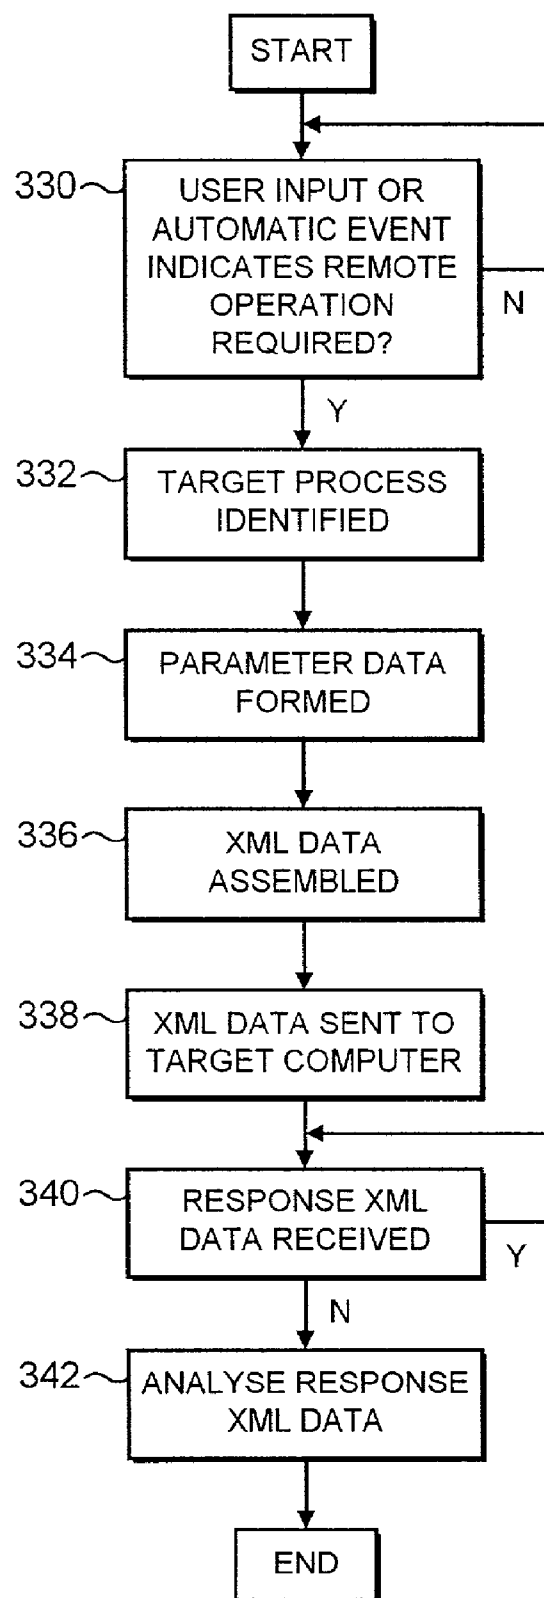 START
330
USER INPUT OR
AUTOMATIC EVENT
INDICATES REMOTE
OPERATION
REQUIRED?
N
Y
332
TARGET PROCESS
IDENTIFIED
334
PARAMETER DATA
FORMED
336
XML DATA
ASSEMBLED
338
XML DATA SENT TO
TARGET COMPUTER
340
RESPONSE XML
DATA RECEIVED
Y
N
342
ANALYSE RESPONSE
XML DATA
END